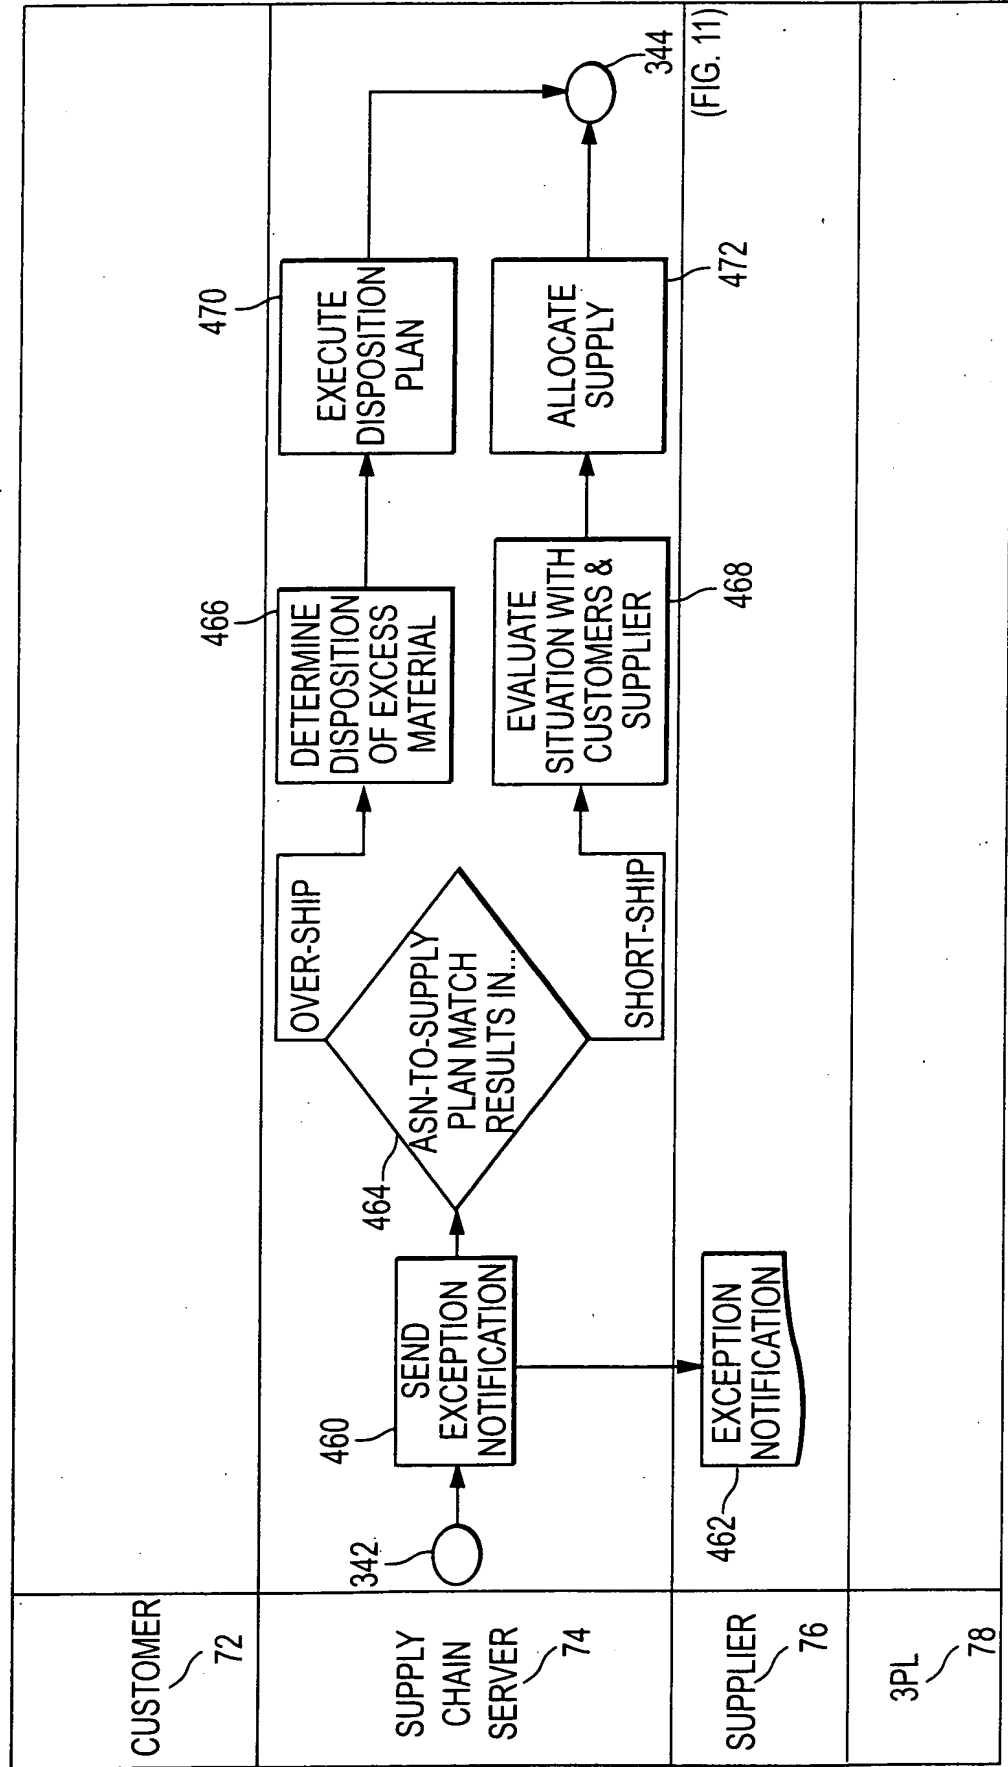 CUSTOMER
72
SUPPLY
CHAIN
SERVER
74
SUPPLIER
76
3PL
78
342
460
SEND
EXCEPTION
NOTIFICATION
462
EXCEPTION
NOTIFICATION
464
ASN-TO-SUPPLY
PLAN MATCH
RESULTS IN...
OVER-SHIP
SHORT-SHIP
466
DETERMINE
DISPOSITION
OF EXCESS
MATERIAL
468
EVALUATE
SITUATION WITH
CUSTOMERS &
SUPPLIER
470
EXECUTE
DISPOSITION
PLAN
472
ALLOCATE
SUPPLY
344
(FIG. 11)